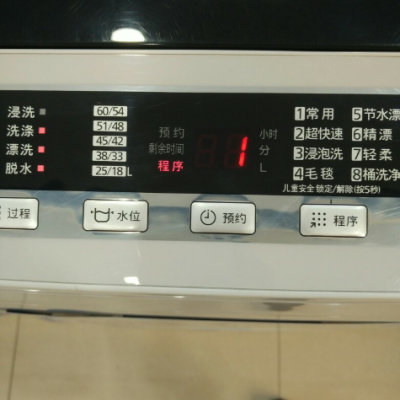 浸洗
洗涤
漂洗
脱水
60/54
51/48
45/42
38/33
25/18 L
预约
剩余时间
程序
1
小时
分
L
1常用 5节水漂
2超快速 6精漂
3浸泡洗 7轻柔
4毛毯 8桶洗净
儿童安全锁定/解除(按5秒)
过程
水位
预约
程序